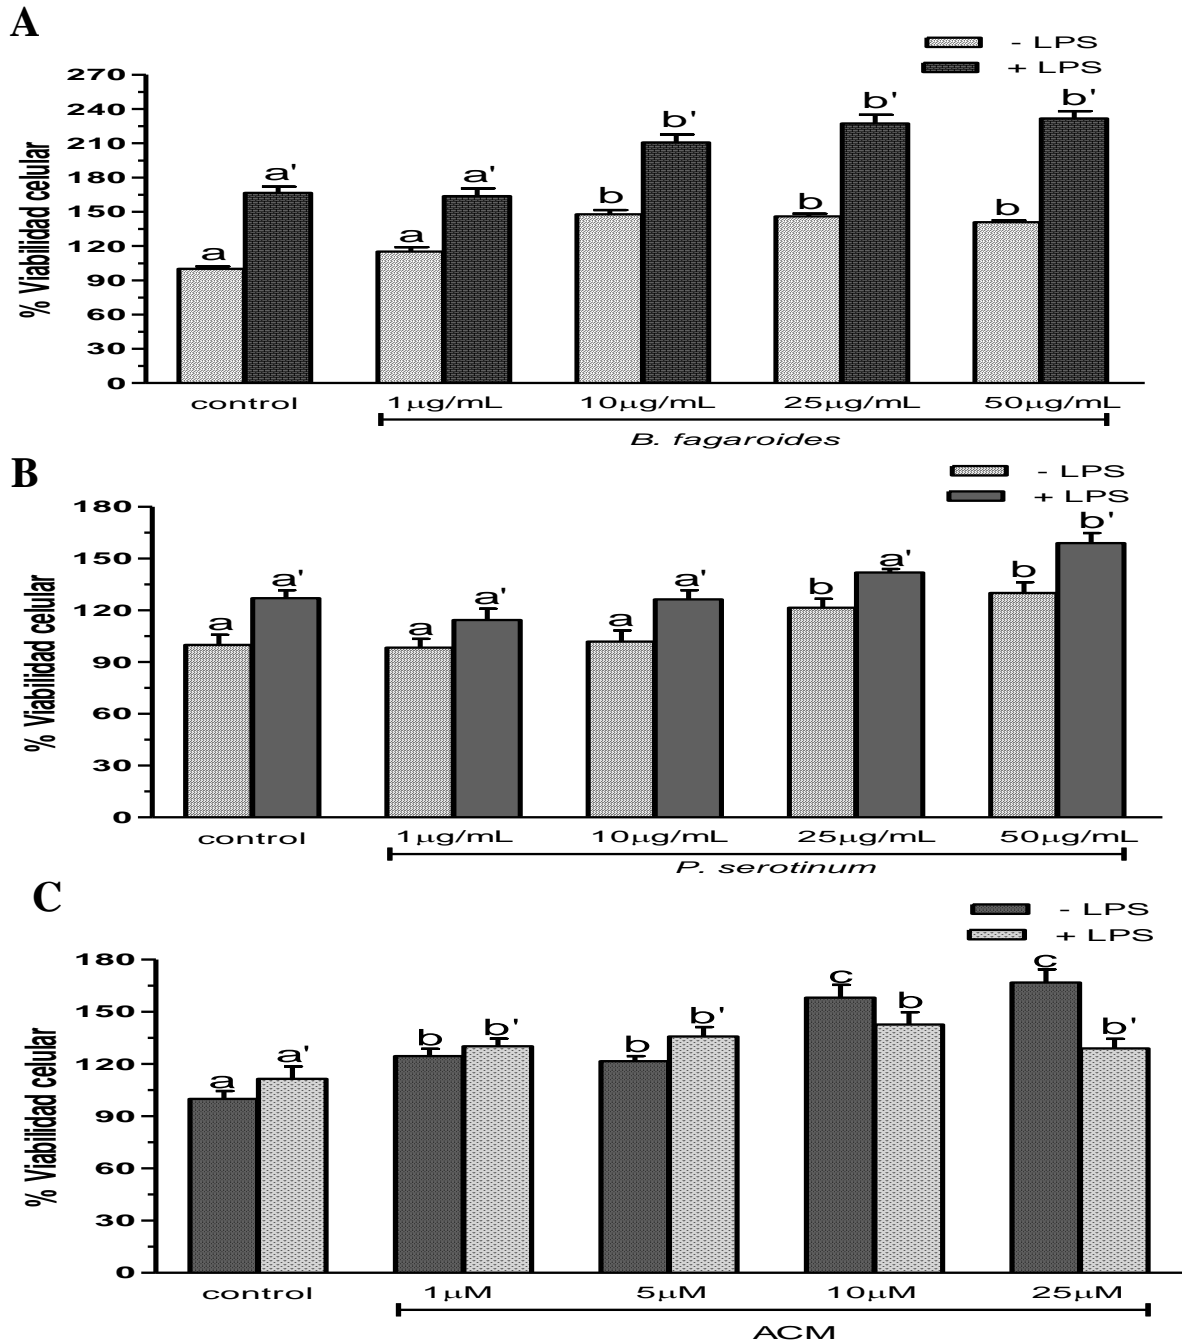 A
- LPS
+ LPS
% Viabilidad celular
270
240
210
180
150
120
90
60
30
0
a a' a a' b b' b b' b b'
control 1µg/mL 10µg/mL 25µg/mL 50µg/mL
B. fagaroides
B
- LPS
+ LPS
% Viabilidad celular
180
150
120
90
60
30
0
a a' a a' a a' b a' b b'
control 1µg/mL 10µg/mL 25µg/mL 50µg/mL
P. serotinum
C
- LPS
+ LPS
% Viabilidad celular
180
150
120
90
60
30
0
a a' b b' b b' c b c b'
control 1µM 5µM 10µM 25µM
ACM